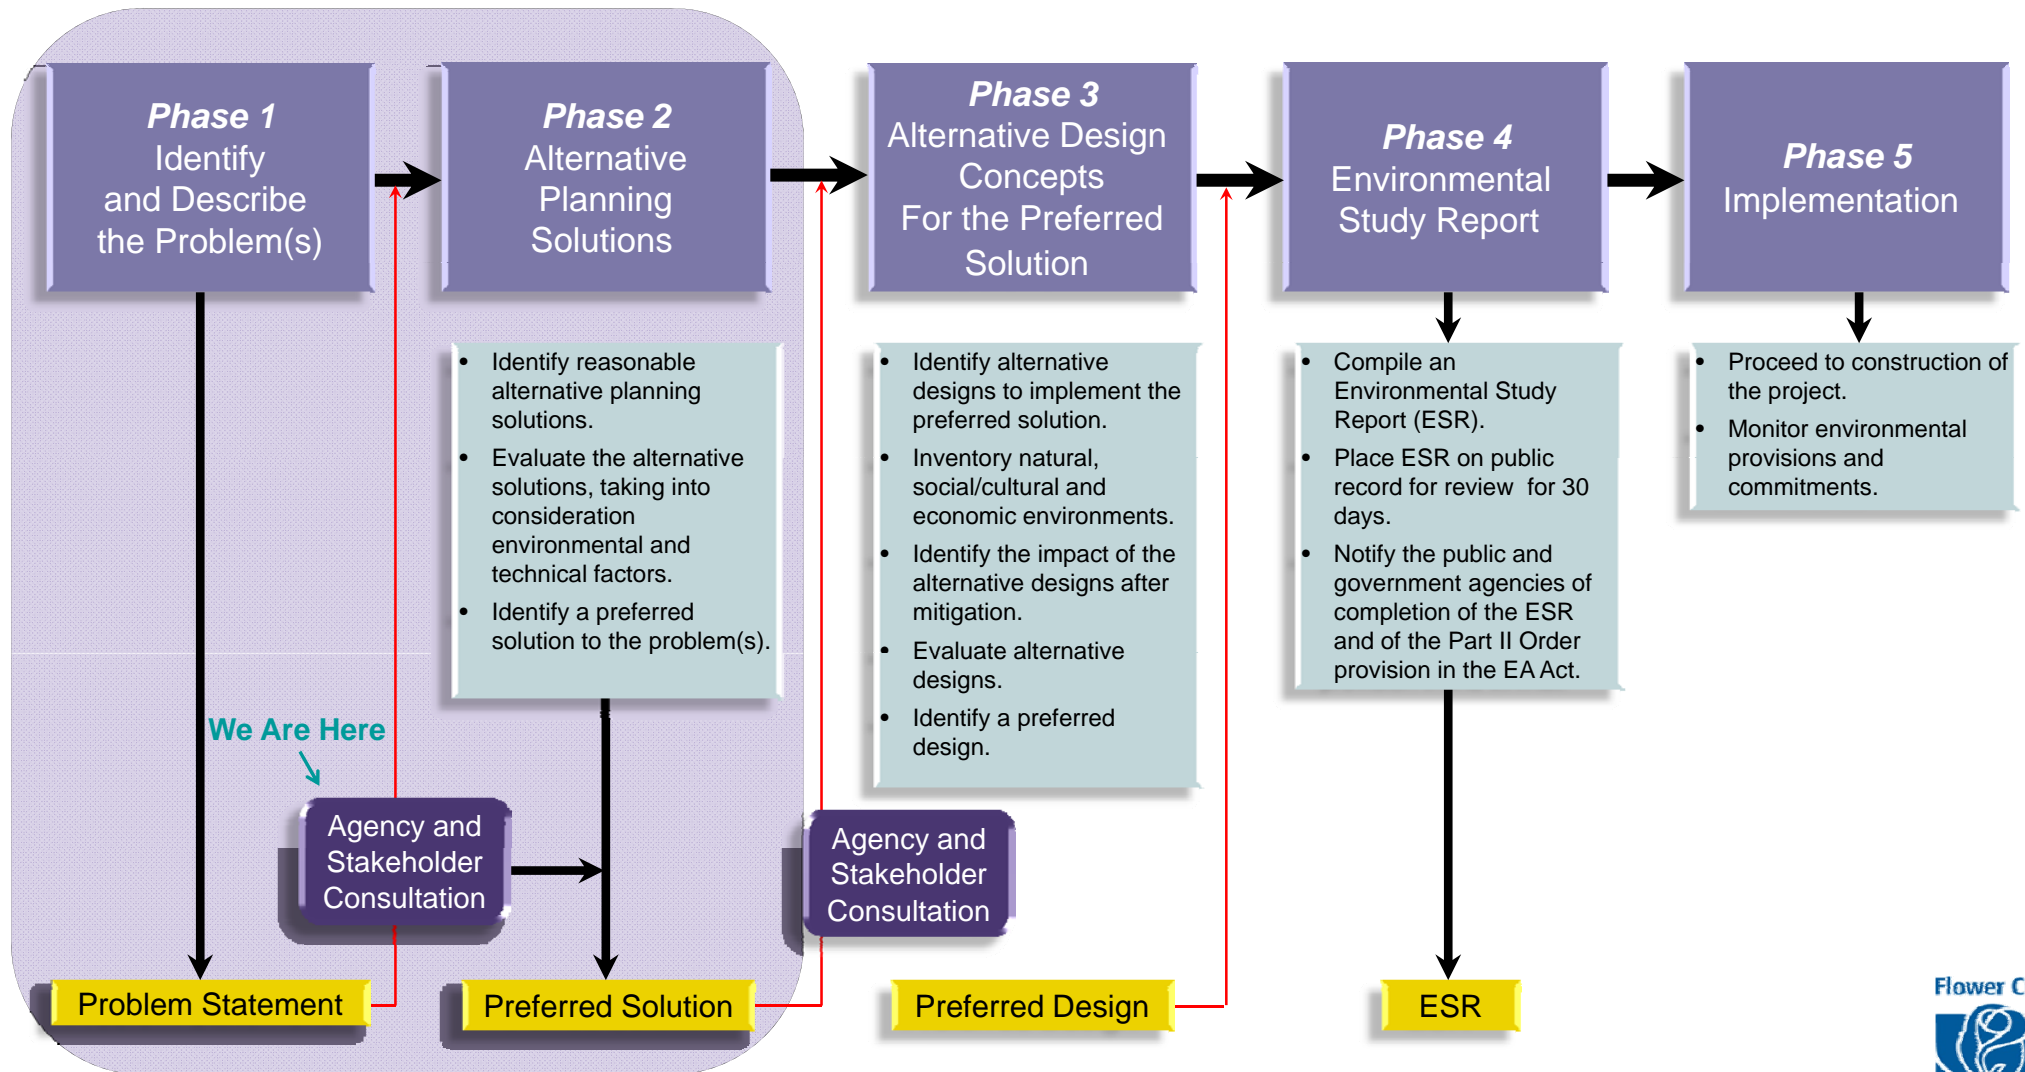 Phase 1
Identify
and Describe
the Problem(s)
Phase 2
Alternative
Planning
Solutions
Phase 3
Alternative Design
Concepts
For the Preferred
Solution
Phase 4
Environmental
Study Report
Phase 5
Implementation
• Identify reasonable
alternative planning
solutions.
• Evaluate the alternative
solutions, taking into
consideration
environmental and
technical factors.
• Identify a preferred
solution to the problem(s).
• Identify alternative
designs to implement the
preferred solution.
• Inventory natural,
social/cultural and
economic environments.
• Identify the impact of the
alternative designs after
mitigation.
• Evaluate alternative
designs.
• Identify a preferred
design.
• Compile an
Environmental Study
Report (ESR).
• Place ESR on public
record for review for 30
days.
• Notify the public and
government agencies of
completion of the ESR
and of the Part II Order
provision in the EA Act.
• Proceed to construction of
the project.
• Monitor environmental
provisions and
commitments.
We Are Here
Agency and
Stakeholder
Consultation
Agency and
Stakeholder
Consultation
Problem Statement
Preferred Solution
Preferred Design
ESR
Flower C